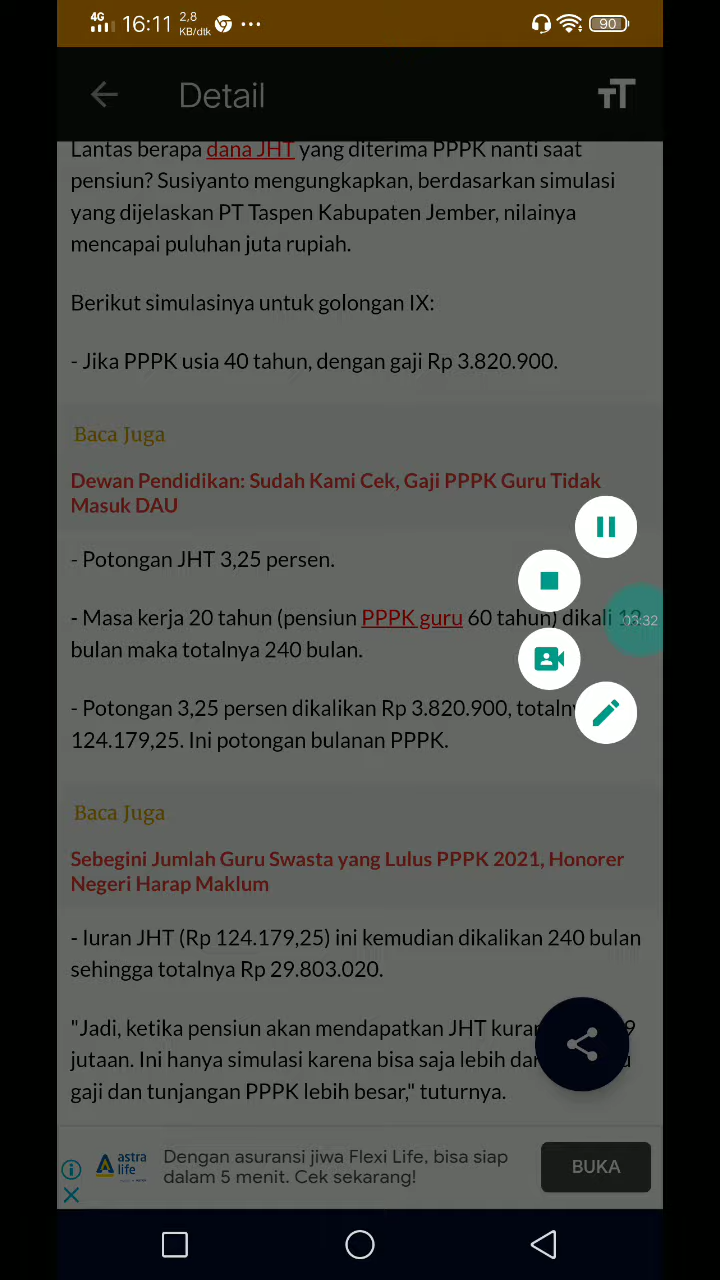 4G 16:11 2,8 KB/dtk 90
Detail
Lantas berapa dana JHT yang diterima PPPK nanti saat
pensiun? Susiyanto mengungkapkan, berdasarkan simulasi
yang dijelaskan PT Taspen Kabupaten Jember, nilainya
mencapai puluhan juta rupiah.
Berikut simulasinya untuk golongan IX:
- Jika PPPK usia 40 tahun, dengan gaji Rp 3.820.900.
Baca Juga
Dewan Pendidikan: Sudah Kami Cek, Gaji PPPK Guru Tidak
Masuk DAU
- Potongan JHT 3,25 persen.
- Masa kerja 20 tahun (pensiun PPPK guru 60 tahun) dikali
03:32
bulan maka totalnya 240 bulan.
- Potongan 3,25 persen dikalikan Rp 3.820.900,
124.179,25. Ini potongan bulanan PPPK.
Baca Juga
Sebegini Jumlah Guru Swasta yang Lulus PPPK 2021, Honorer
Negeri Harap Maklum
- Iuran JHT (Rp 124.179,25) ini kemudian dikalikan 240 bulan
sehingga totalnya Rp 29.803.020.
"Jadi, ketika pensiun akan mendapatkan JHT
jutaan. Ini hanya simulasi karena bisa saja lebih
gaji dan tunjangan PPPK lebih besar," tuturnya.
astra life
Dengan asuransi jiwa Flexi Life, bisa siap
dalam 5 menit. Cek sekarang!
BUKA